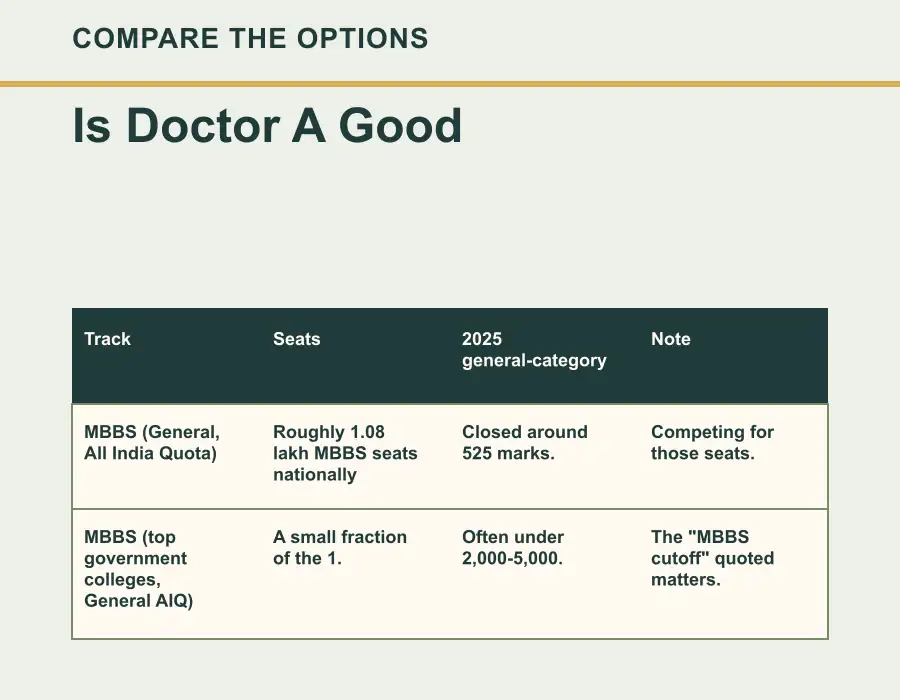 COMPARE THE OPTIONS
Is Doctor A Good
Track
Seats
2025
general-category
Note
MBBS (General,
All India Quota)
Roughly 1.08
lakh MBBS seats
nationally
Closed around
525 marks.
Competing for
those seats.
MBBS (top
government
colleges,
General AIQ)
A small fraction
of the 1.
Often under
2,000-5,000.
The "MBBS
cutoff" quoted
matters.